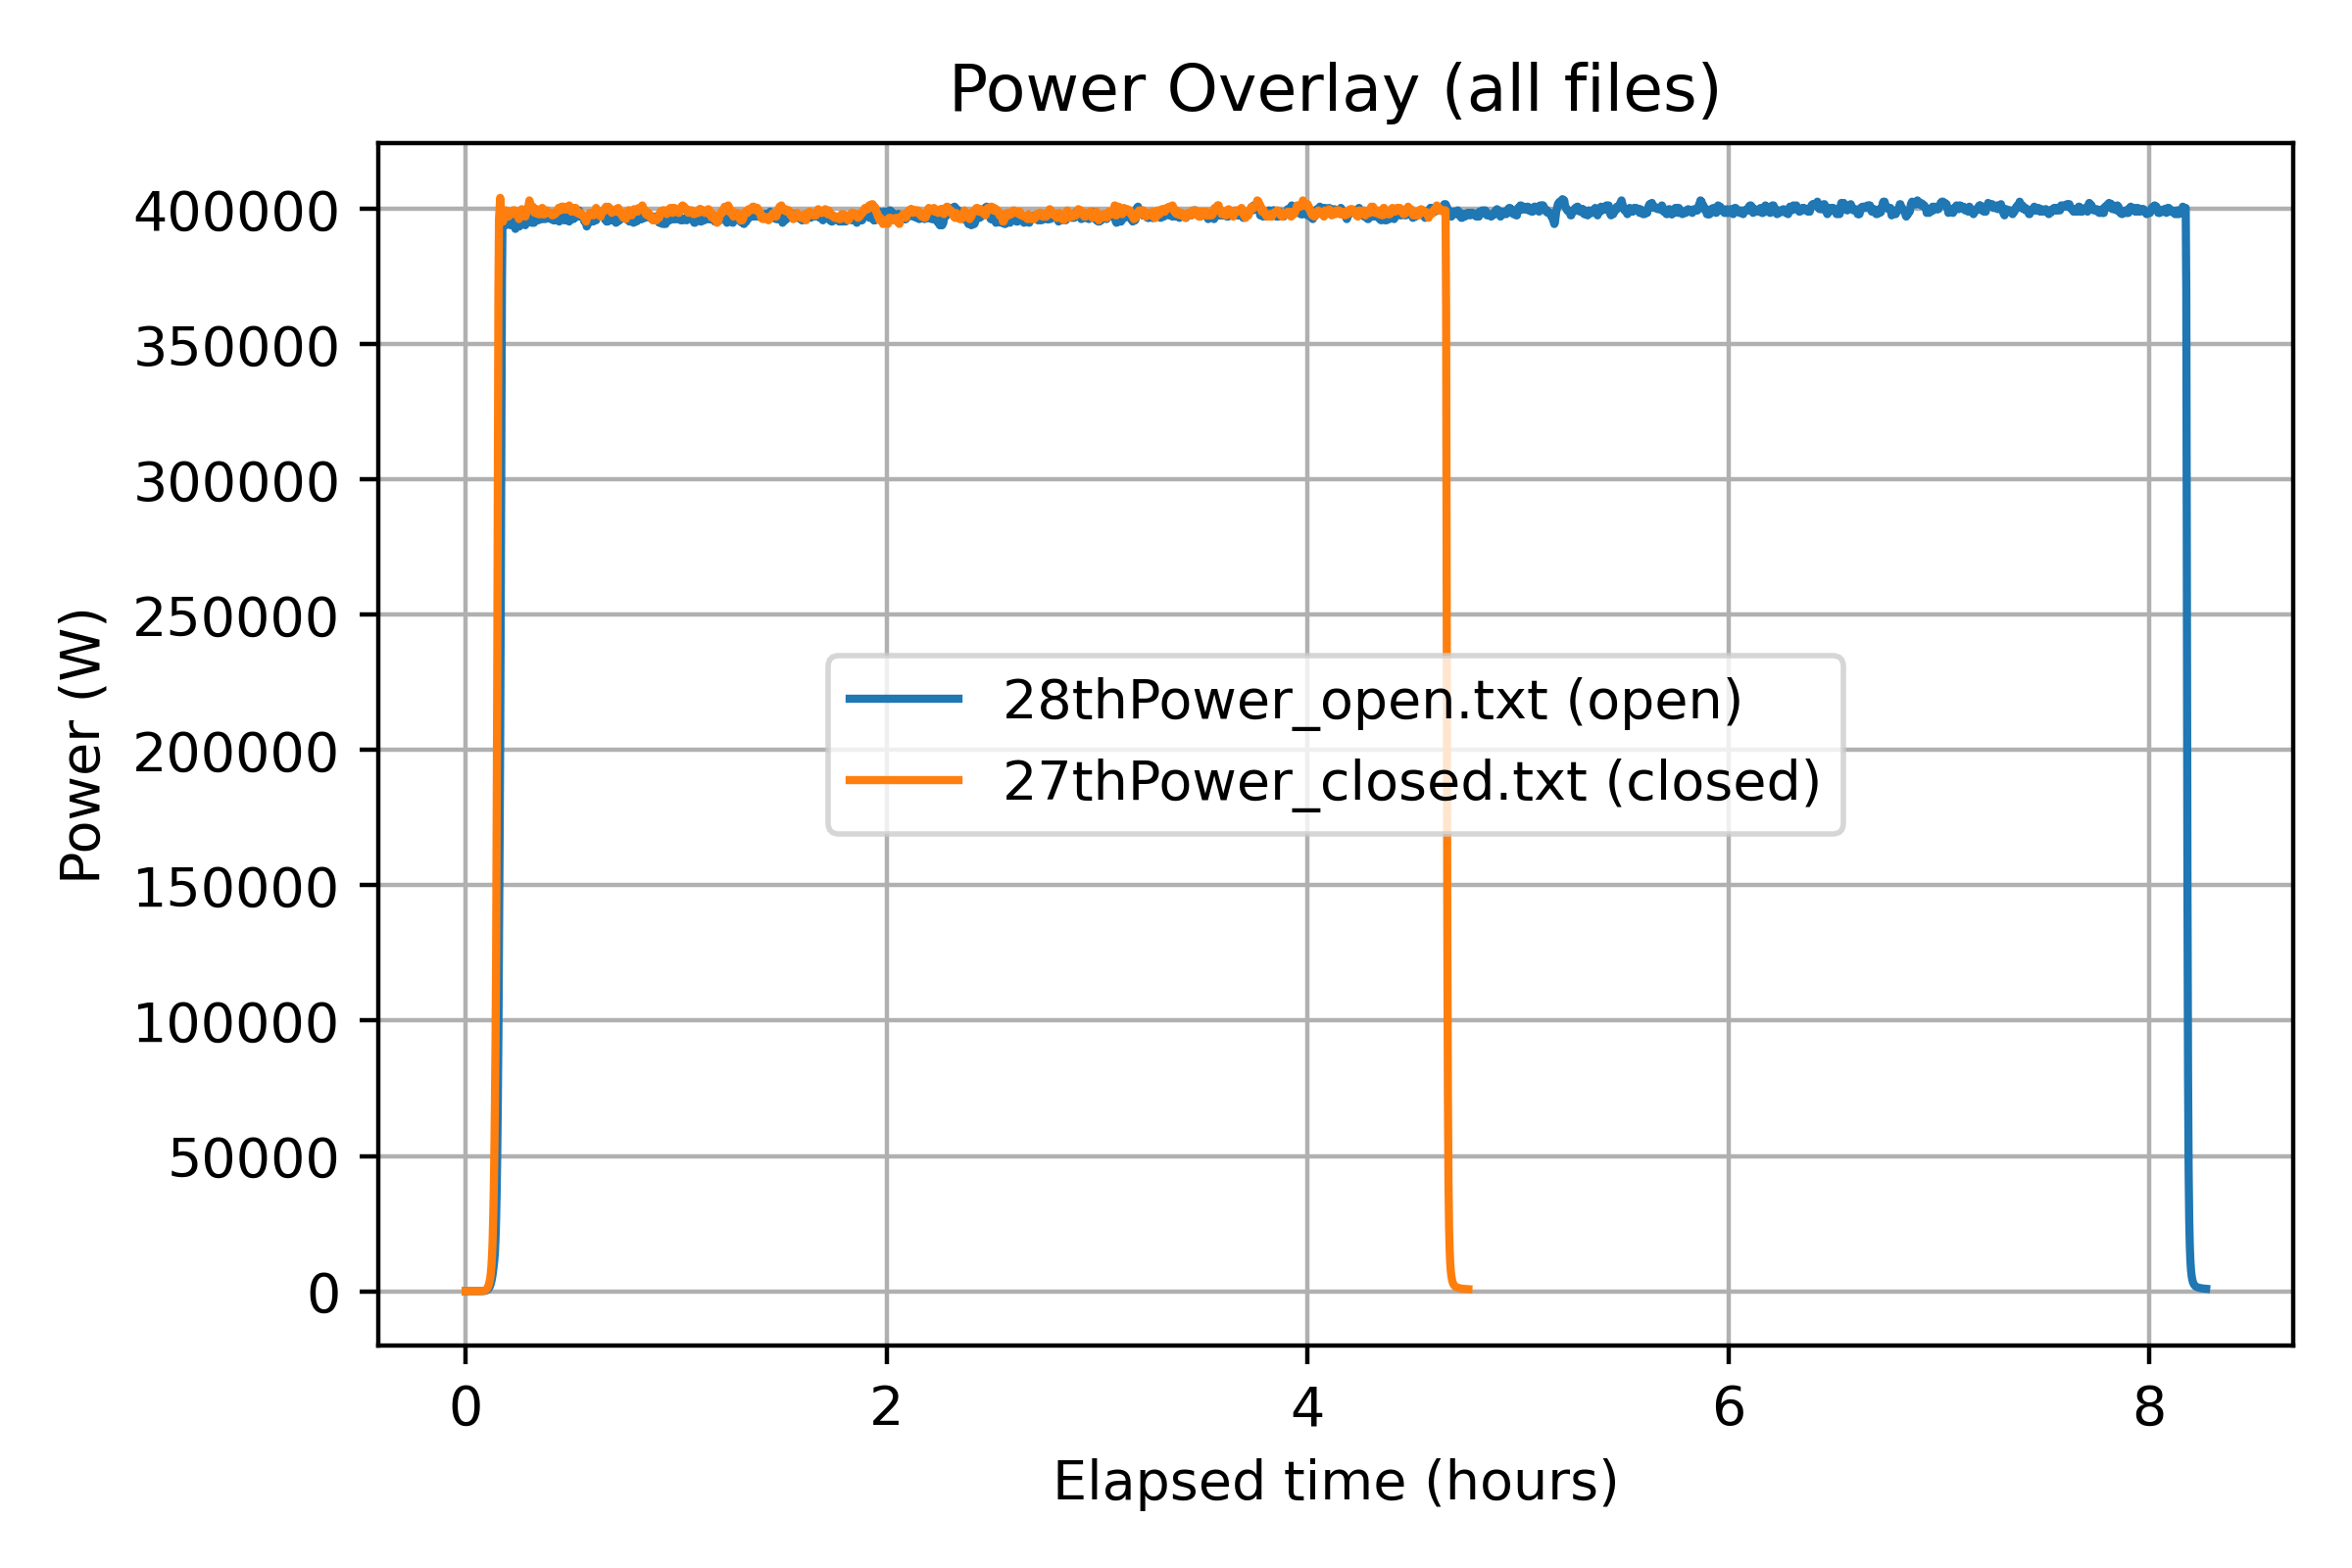 Power Overlay (all files)
400000
350000
300000
250000
200000
150000
100000
50000
0
Power (W)
28thPower_open.txt (open)
27thPower_closed.txt (closed)
0 2 4 6 8
Elapsed time (hours)